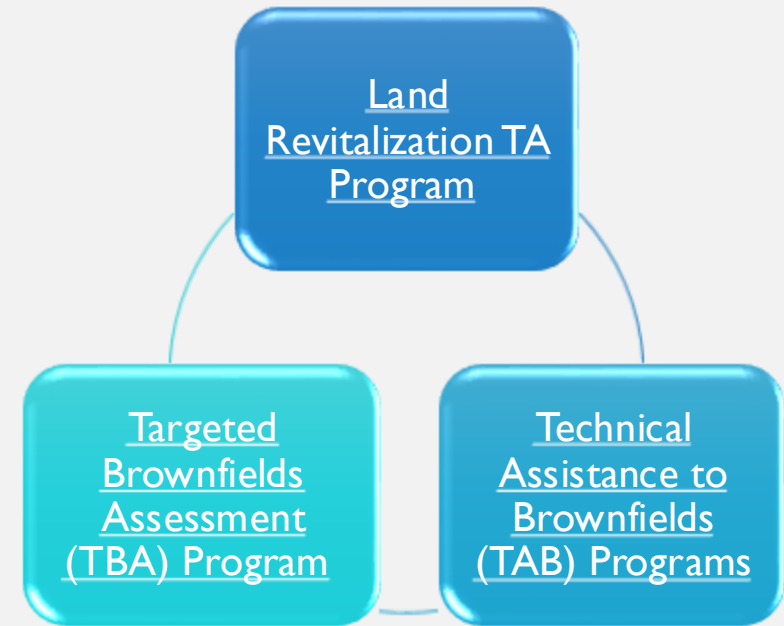 Land
Revitalization TA
Program
Targeted
Brownfields
Assessment
(TBA) Program
Technical
Assistance to
Brownfields
(TAB) Programs